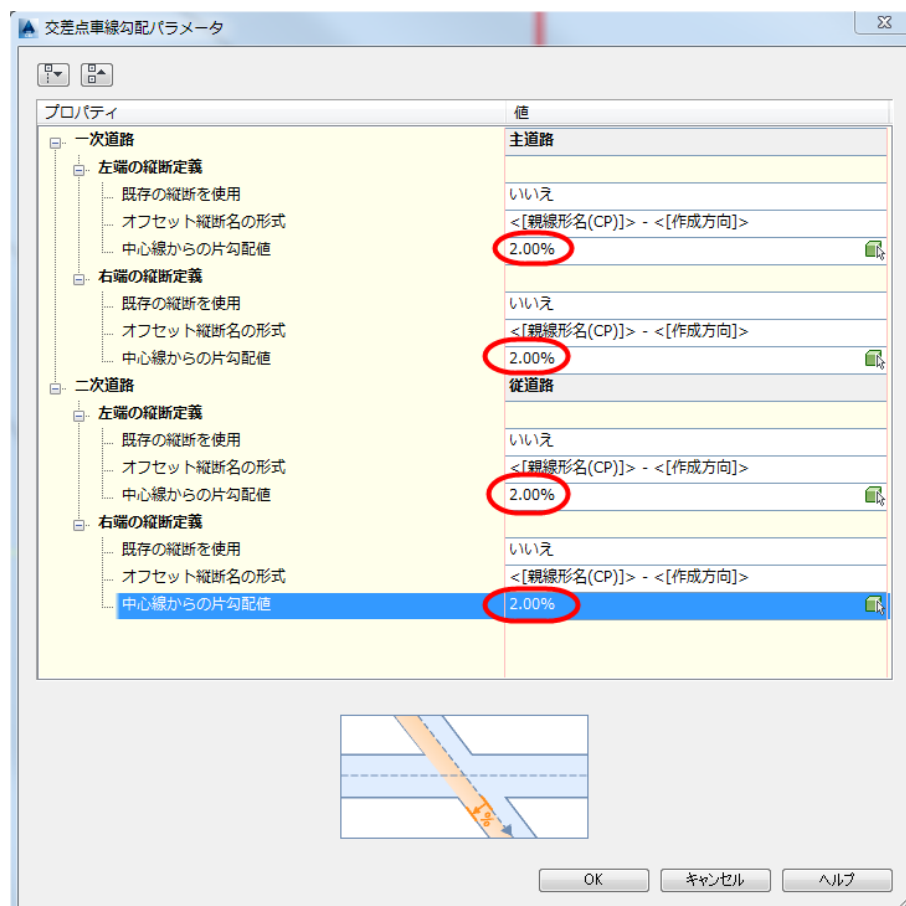 交差点車線勾配パラメータ
プロパティ 値
一次道路 主道路
左端の縦断定義
既存の縦断を使用 いいえ
オフセット縦断名の形式 <[親線形名(CP)]> - <[作成方向]>
中心線からの片勾配値 2.00%
右端の縦断定義
既存の縦断を使用 いいえ
オフセット縦断名の形式 <[親線形名(CP)]> - <[作成方向]>
中心線からの片勾配値 2.00%
二次道路 従道路
左端の縦断定義
既存の縦断を使用 いいえ
オフセット縦断名の形式 <[親線形名(CP)]> - <[作成方向]>
中心線からの片勾配値 2.00%
右端の縦断定義
既存の縦断を使用 いいえ
オフセット縦断名の形式 <[親線形名(CP)]> - <[作成方向]>
中心線からの片勾配値 2.00%
%
OK キャンセル ヘルプ